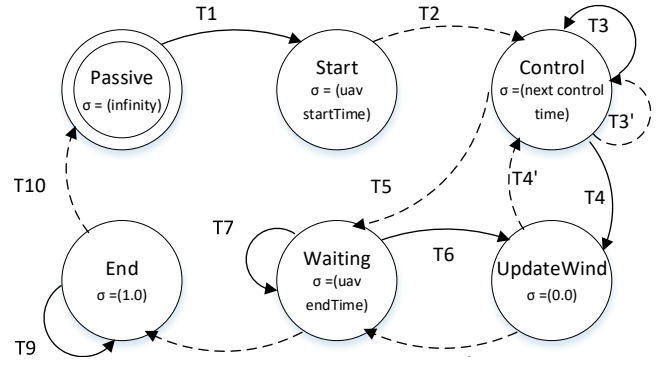 T1
T2
T3
Passive
σ = (infinity)
Start
σ = (uav
startTime)
Control
σ =(next control
time)
T3'
T10
T5
T4'
T4
T7
T6
End
σ =(1.0)
Waiting
σ =(uav
endTime)
UpdateWind
σ =(0.0)
T9